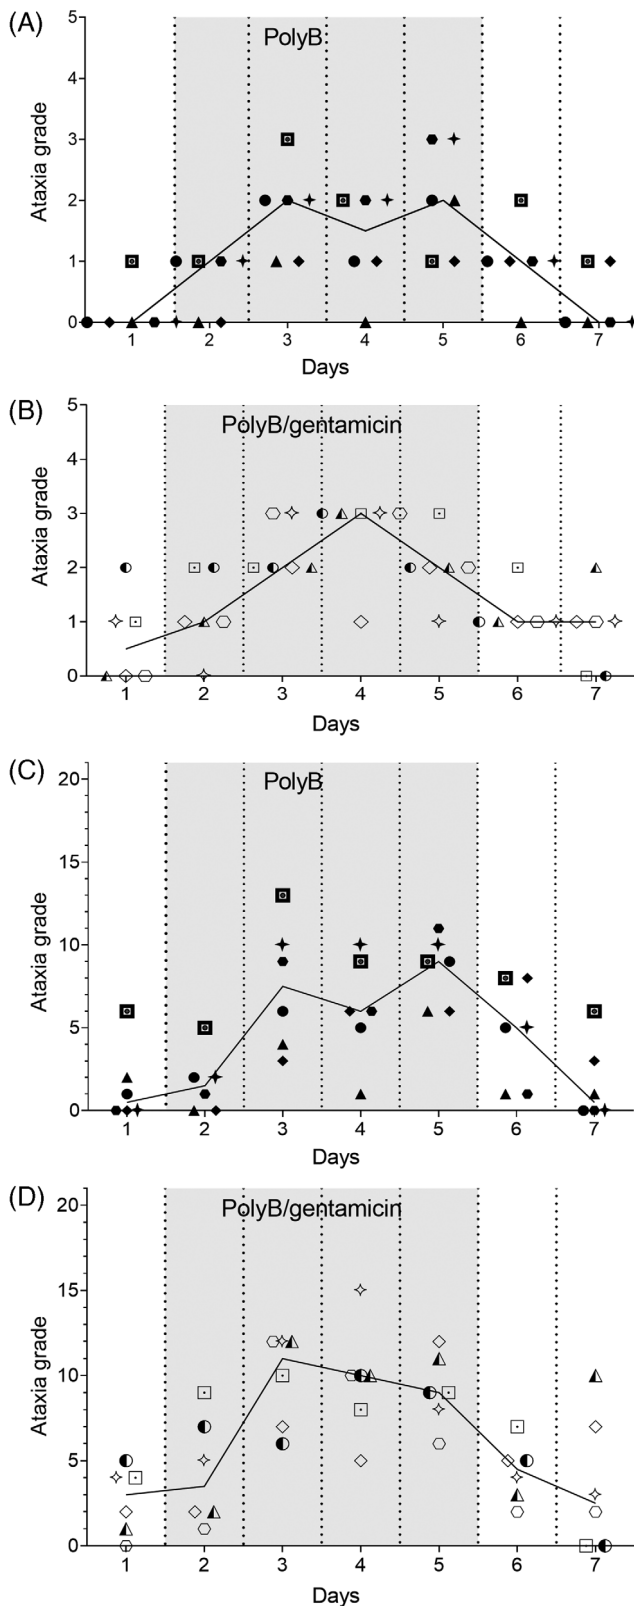 (A)
PolyB
5
4
3
2
1
0
Ataxia grade
1 2 3 4 5 6 7
Days
(B)
PolyB/gentamicin
5
4
3
2
1
0
Ataxia grade
1 2 3 4 5 6 7
Days
(C)
PolyB
20
15
10
5
0
Ataxia grade
1 2 3 4 5 6 7
Days
(D)
PolyB/gentamicin
20
15
10
5
0
Ataxia grade
1 2 3 4 5 6 7
Days